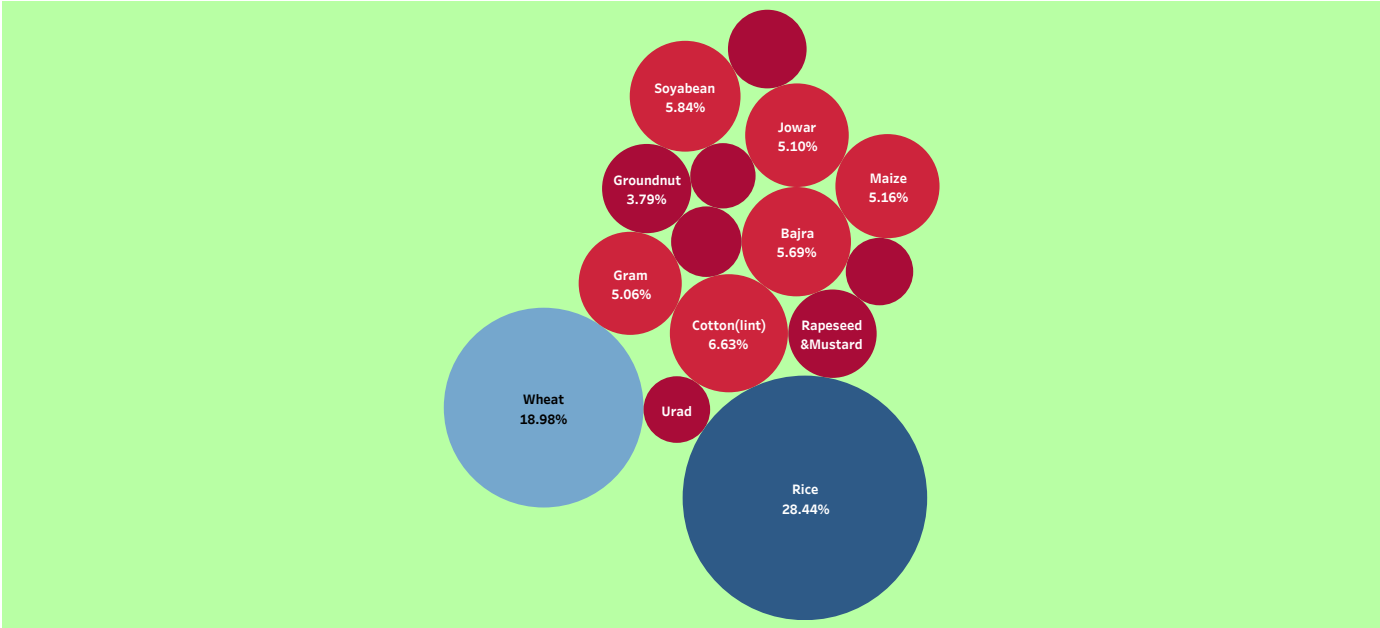 Soyabean
5.84%
Jowar
5.10%
Maize
5.16%
Groundnut
3.79%
Bajra
5.69%
Gram
5.06%
Cotton(lint)
6.63%
Rapeseed
&Mustard
Wheat
18.98%
Urad
Rice
28.44%